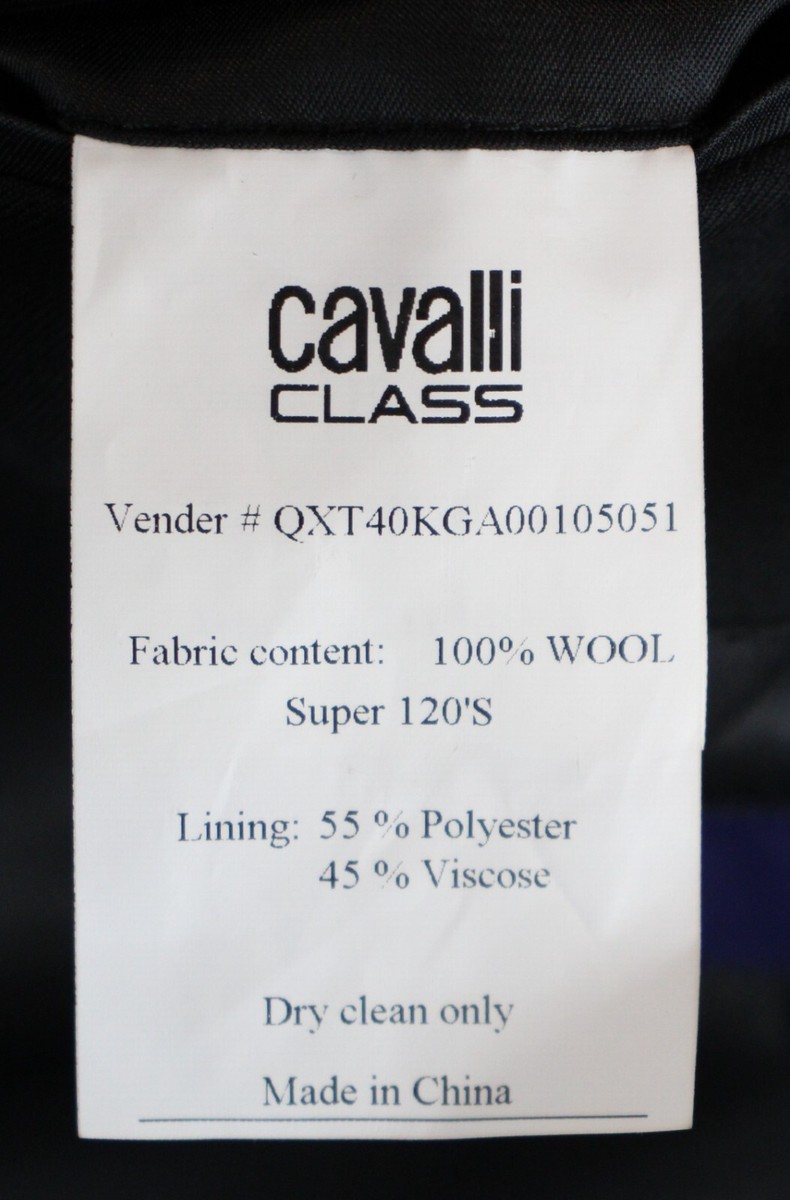 cavalli
CLASS
Vender # QXT40KGA00105051
Fabric content: 100% WOOL
Super 120'S
Lining: 55 % Polyester
45 % Viscose
Dry clean only
Made in China